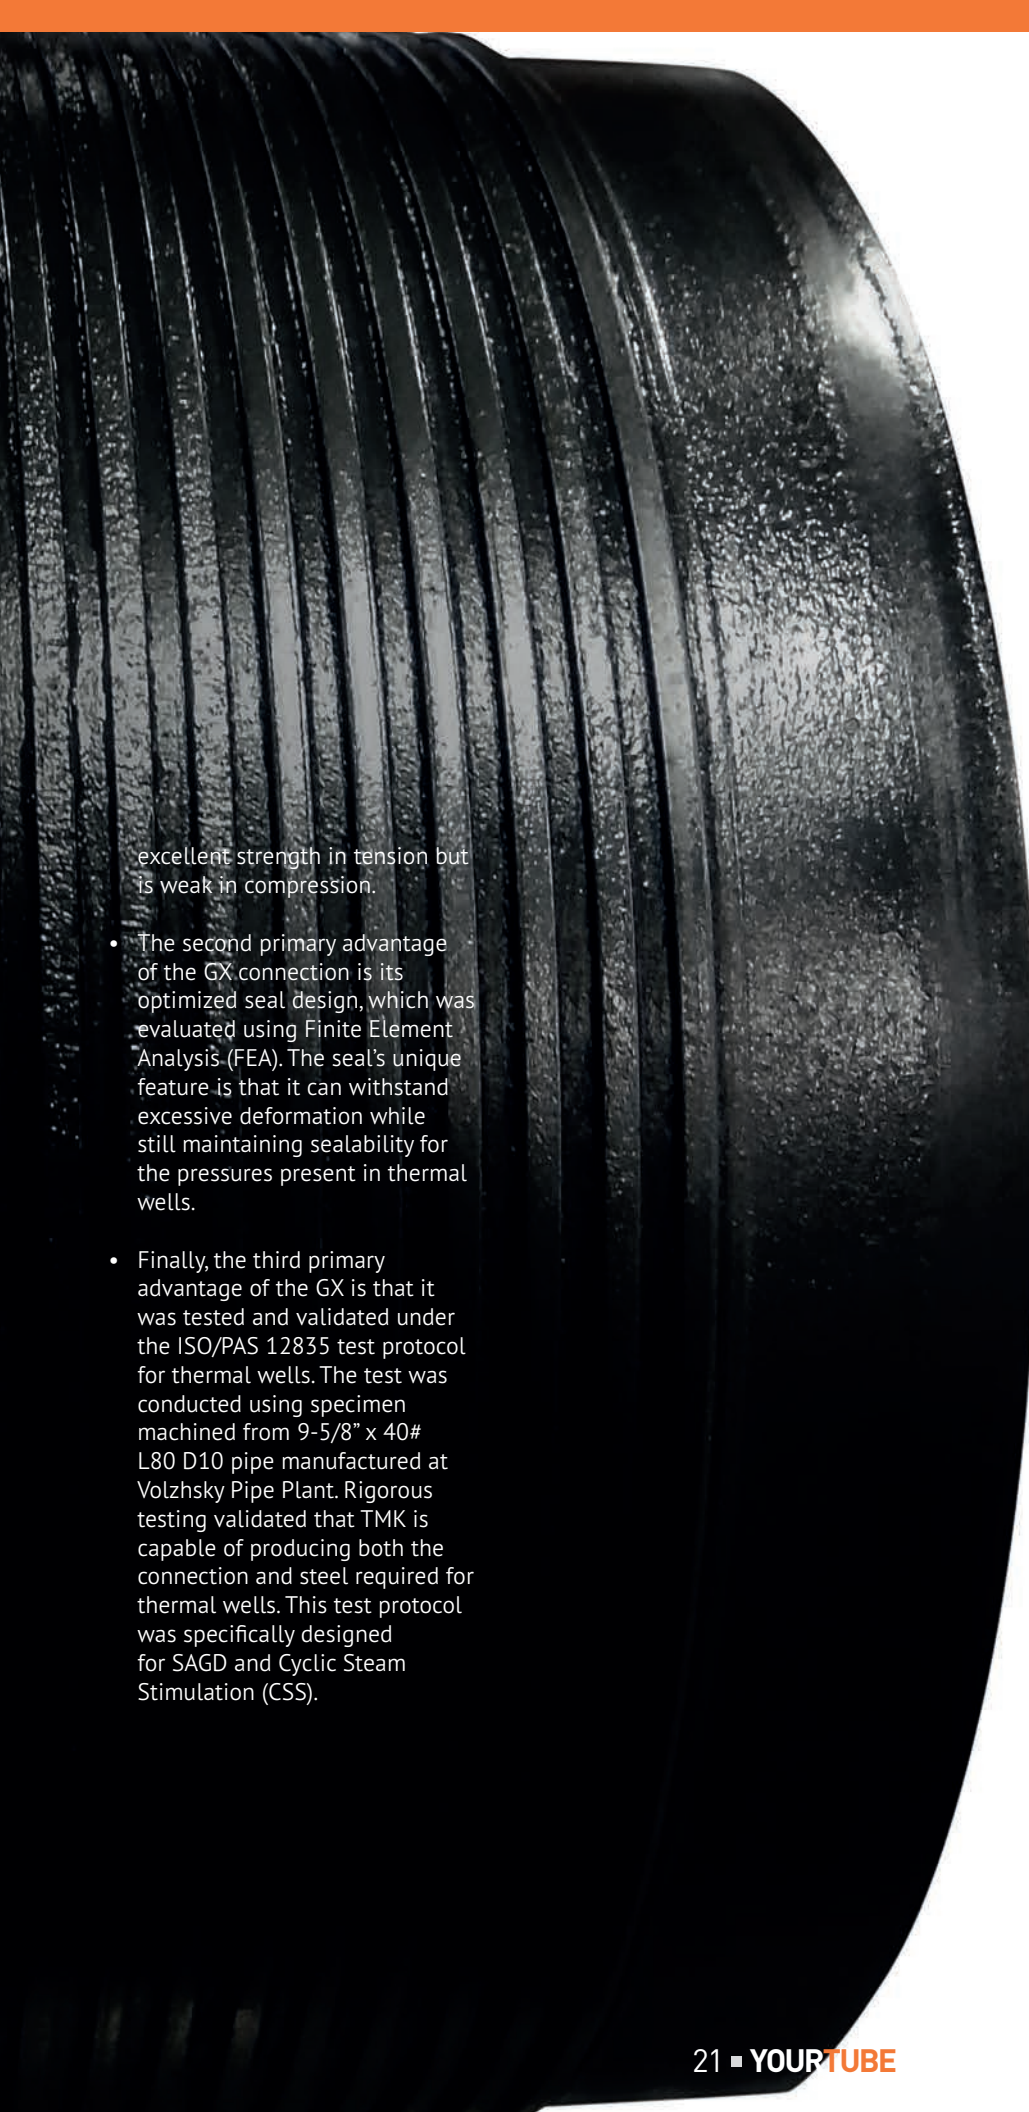 excellent strength in tension but
is weak in compression.
• The second primary advantage
of the GX connection is its
optimized seal design, which was
evaluated using Finite Element
Analysis (FEA). The seal’s unique
feature is that it can withstand
excessive deformation while
still maintaining sealability for
the pressures present in thermal
wells.
• Finally, the third primary
advantage of the GX is that it
was tested and validated under
the ISO/PAS 12835 test protocol
for thermal wells. The test was
conducted using specimen
machined from 9-5/8” x 40#
L80 D10 pipe manufactured at
Volzhsky Pipe Plant. Rigorous
testing validated that TMK is
capable of producing both the
connection and steel required for
thermal wells. This test protocol
was specifically designed
for SAGD and Cyclic Steam
Stimulation (CSS).
21 ▪ YOURTUBE